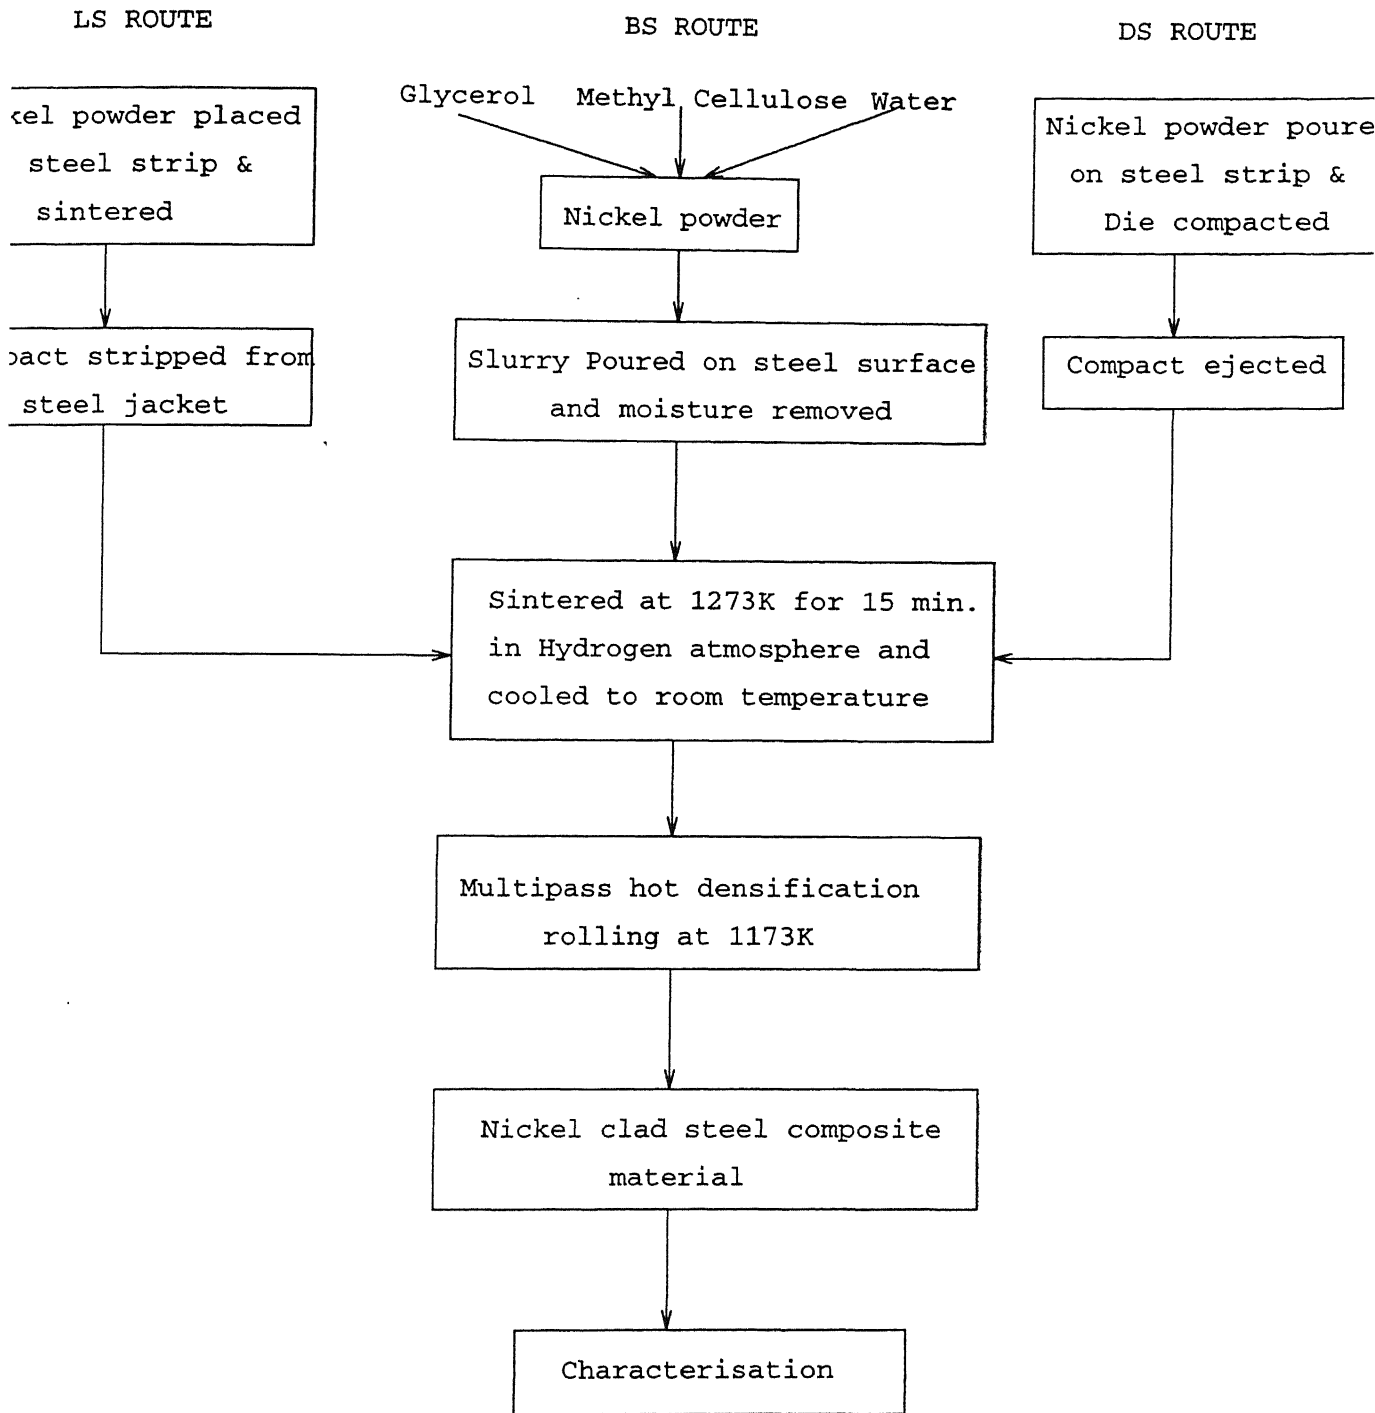 LS ROUTE
BS ROUTE
DS ROUTE
kel powder placed
steel strip &
sintered
pact stripped from
steel jacket
Glycerol Methyl Cellulose Water
Nickel powder
Slurry Poured on steel surface
and moisture removed
Nickel powder poure
on steel strip &
Die compacted
Compact ejected
Sintered at 1273K for 15 min.
in Hydrogen atmosphere and
cooled to room temperature
Multipass hot densification
rolling at 1173K
Nickel clad steel composite
material
Characterisation